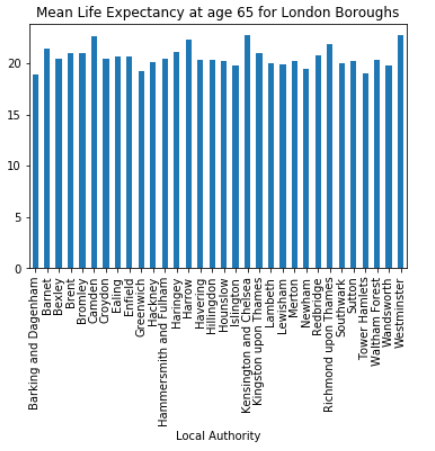 Mean Life Expectancy at age 65 for London Boroughs
20
15
10
5
0
Barking and Dagenham
Barnet
Bexley
Brent
Bromley
Camden
Croydon
Ealing
Enfield
Greenwich
Hackney
Hammersmith and Fulham
Haringey
Harrow
Havering
Hillingdon
Hounslow
Islington
Kensington and Chelsea
Kingston upon Thames
Lambeth
Lewisham
Merton
Newham
Redbridge
Richmond upon Thames
Southwark
Sutton
Tower Hamlets
Waltham Forest
Wandsworth
Westminster
Local Authority